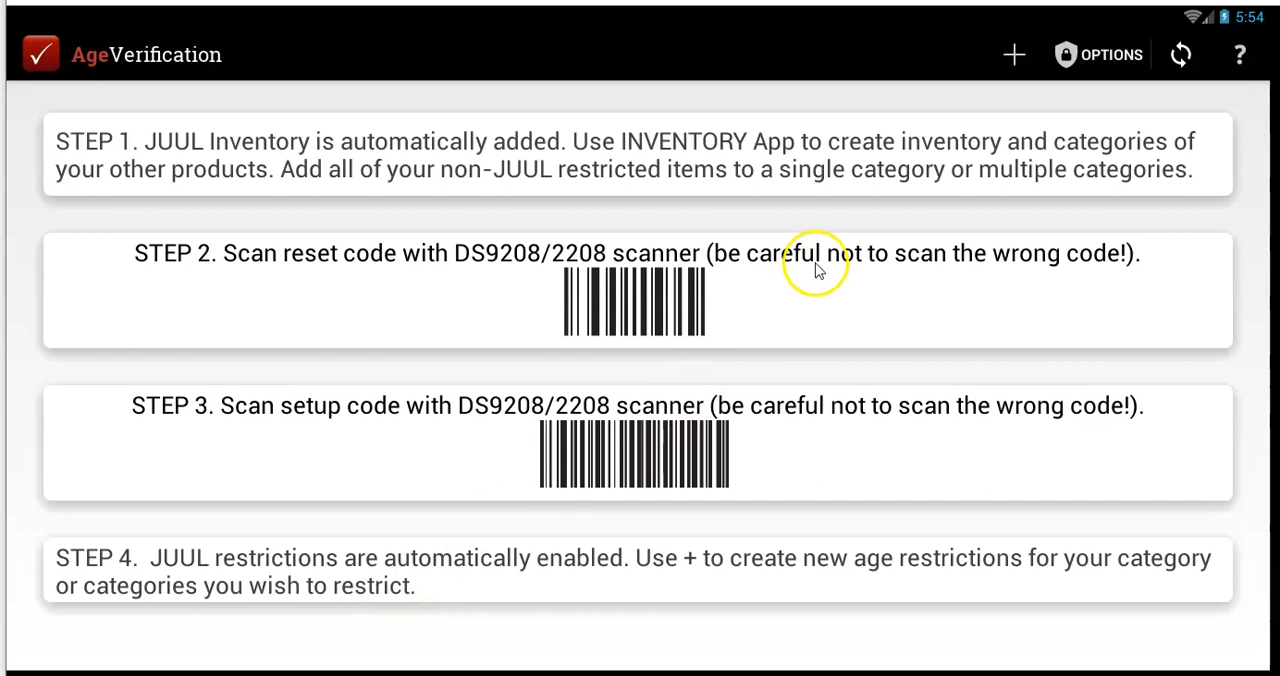 5:54
AgeVerification
OPTIONS
?
STEP 1. JUUL Inventory is automatically added. Use INVENTORY App to create inventory and categories of
your other products. Add all of your non-JUUL restricted items to a single category or multiple categories.
STEP 2. Scan reset code with DS9208/2208 scanner (be careful not to scan the wrong code!).
STEP 3. Scan setup code with DS9208/2208 scanner (be careful not to scan the wrong code!).
STEP 4.  JUUL restrictions are automatically enabled. Use + to create new age restrictions for your category
or categories you wish to restrict.